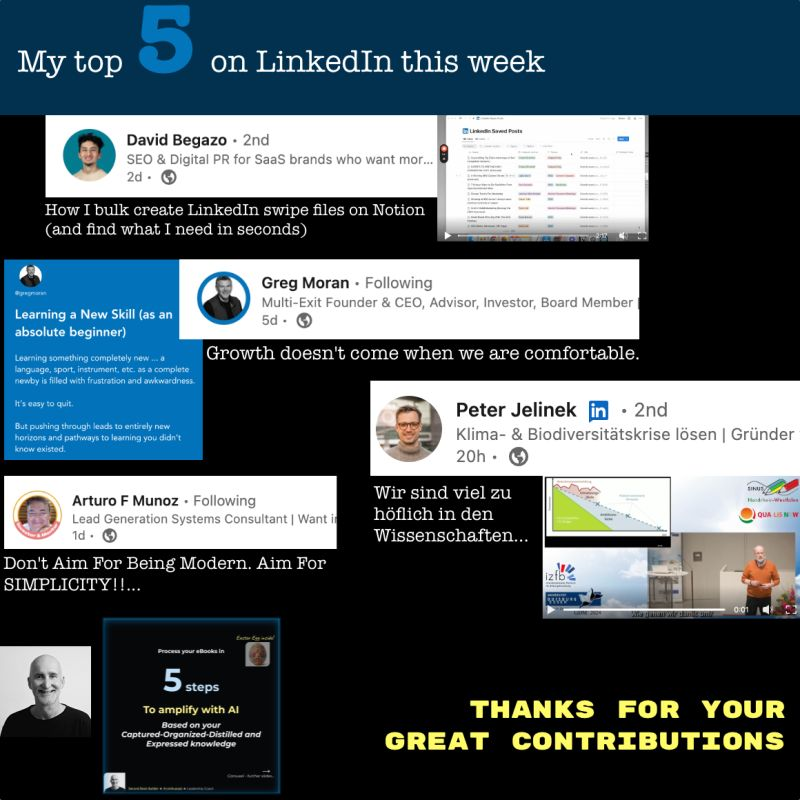 My top 5 on LinkedIn this week
David Begazo • 2nd
SEO & Digital PR for SaaS brands who want mor...
2d •
LinkedIn Saved Posts
2:17
How I bulk create LinkedIn swipe files on Notion
(and find what I need in seconds)
@gregmoran
Learning a New Skill (as an
absolute beginner)
Learning something completely new ... a
language, sport, instrument, etc. as a complete
newby is filled with frustration and awkwardness.
It's easy to quit.
But pushing through leads to entirely new
horizons and pathways to learning you didn't
know existed.
Greg Moran • Following
Multi-Exit Founder & CEO, Advisor, Investor, Board Member |
5d •
Growth doesn't come when we are comfortable.
Peter Jelinek in • 2nd
Klima- & Biodiversitätskrise lösen | Gründer
20h •
Wir sind viel zu
höflich in den
Wissenschaften...
SINUS
Nordrhein-Westfalen
QUA LIS NRW
izfb
0:01
Arturo F Munoz • Following
Lead Generation Systems Consultant | Want i
1d •
Don't Aim For Being Modern. Aim For
SIMPLICITY!!...
Easter Egg inside!
Process your eBooks in
5 steps
To amplify with AI
Based on your
Captured-Organized-Distilled and
Expressed knowledge
Carousel - further slides...
THANKS FOR YOUR
GREAT CONTRIBUTIONS